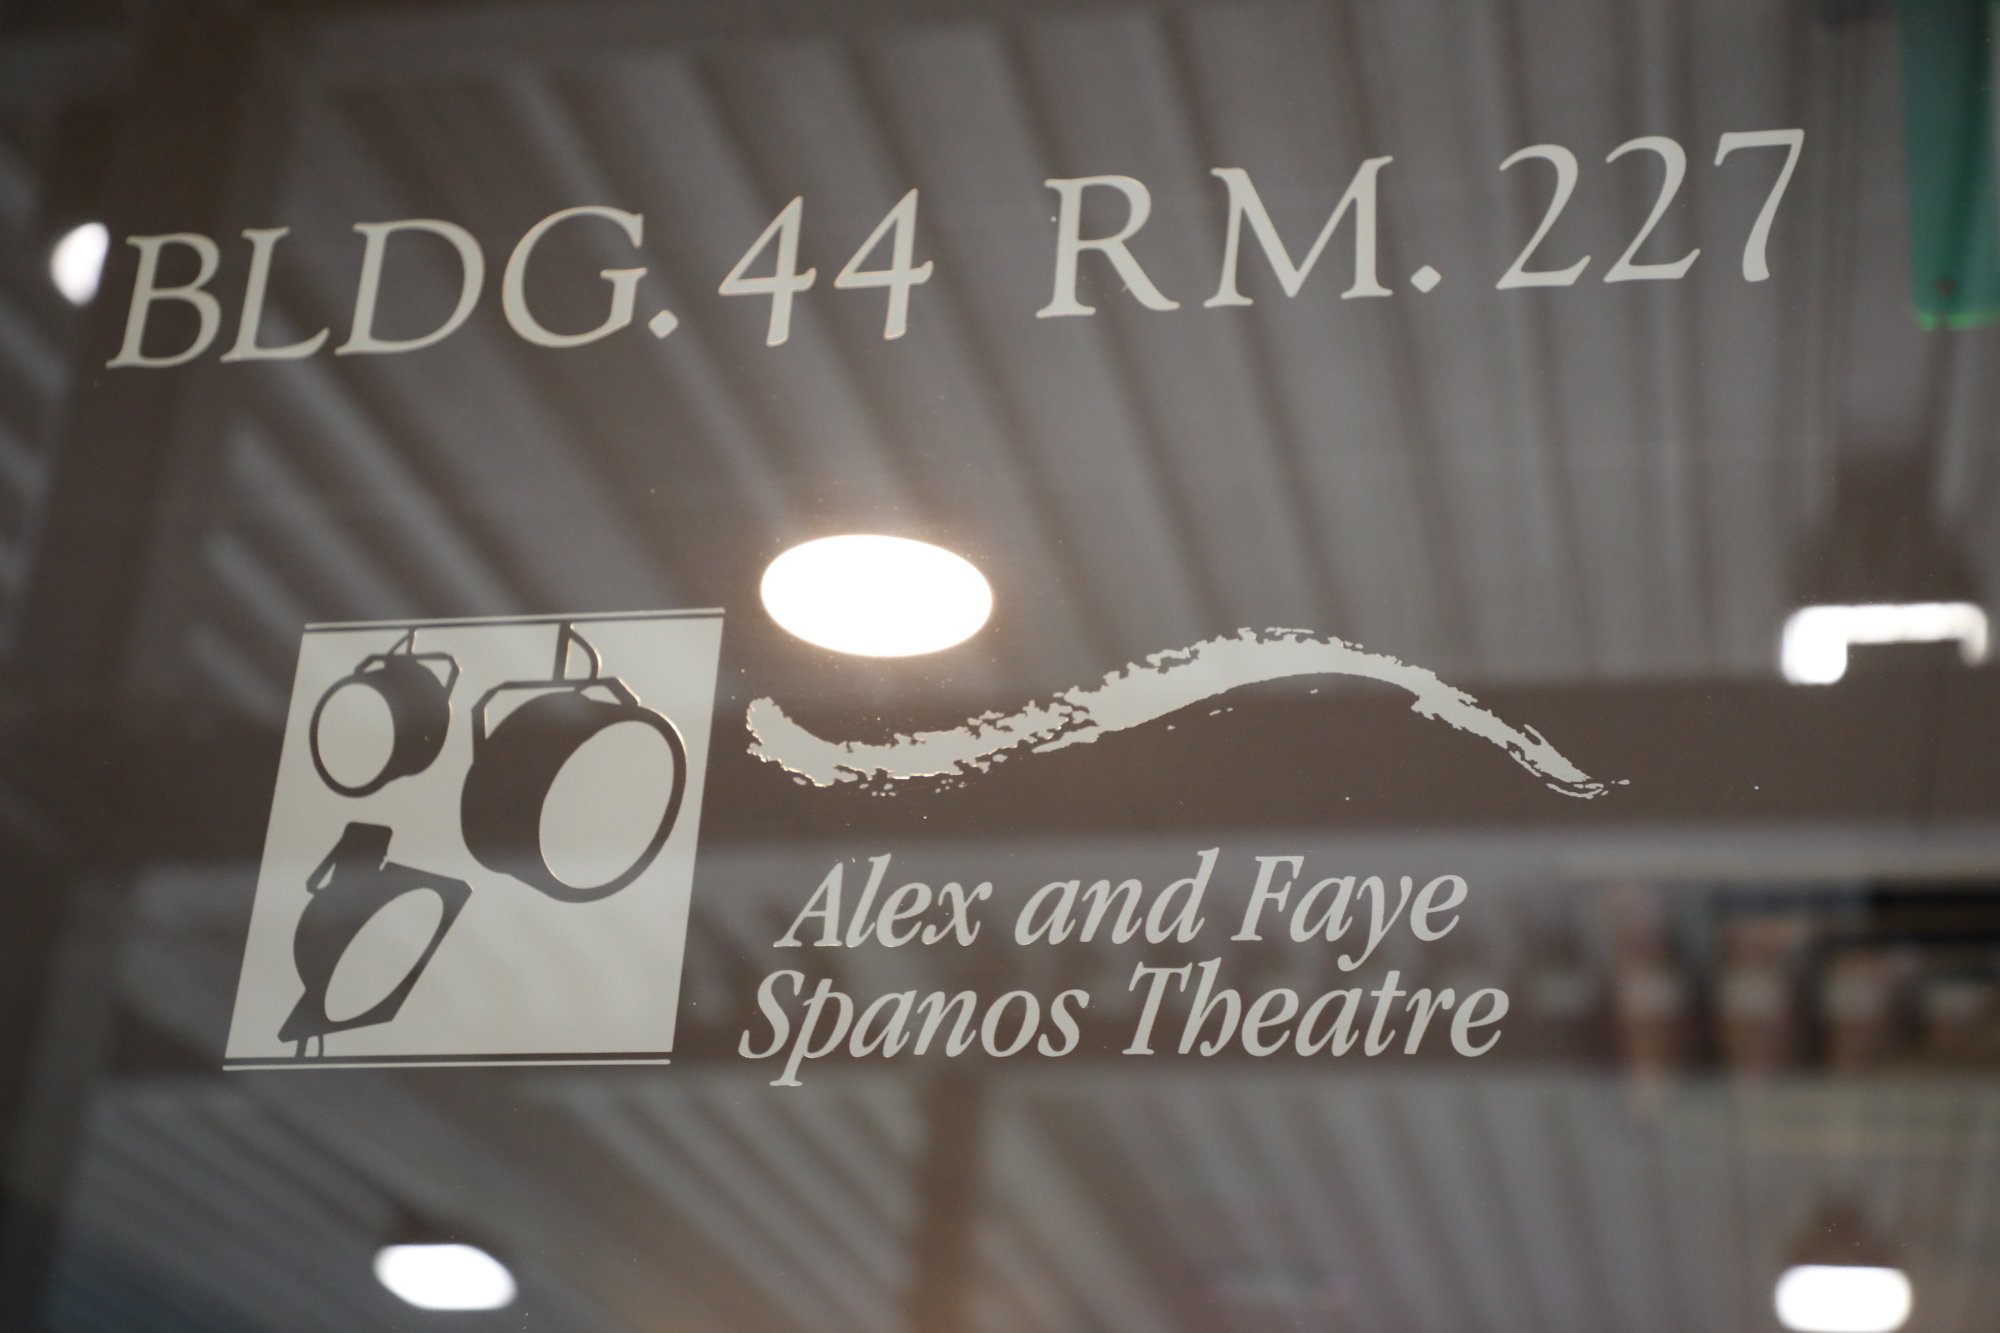 BLDG. 44 RM. 227
Alex and Faye
Spanos Theatre